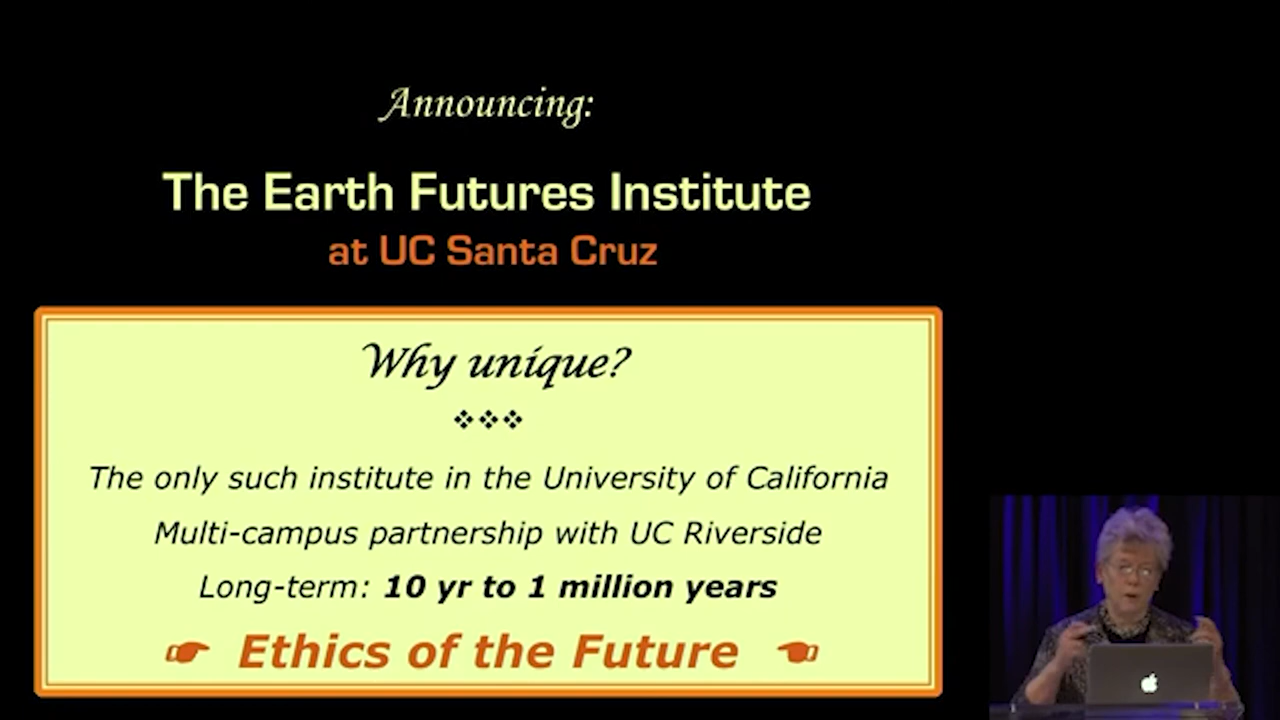 Announcing:
The Earth Futures Institute
at UC Santa Cruz
Why unique?
The only such institute in the University of California
Multi-campus partnership with UC Riverside
Long-term: 10 yr to 1 million years
Ethics of the Future